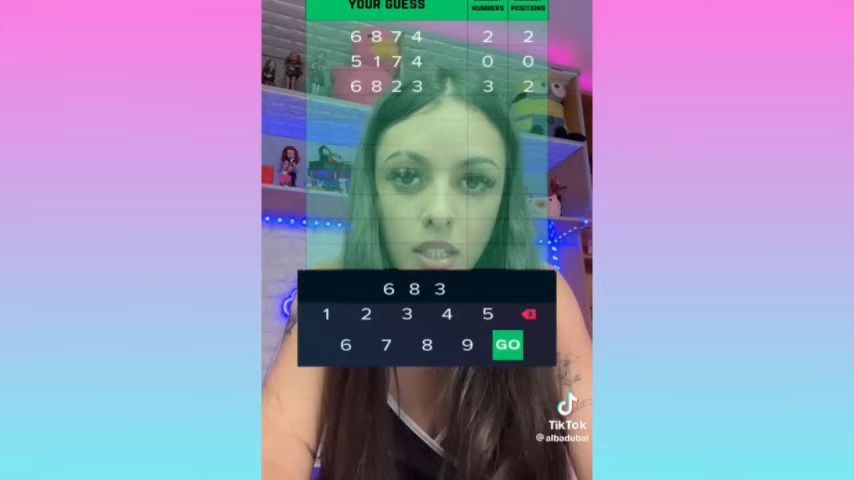 YOUR GUESS
NUMBERS POSITIONS
6 8 7 4 2 2
5 1 7 4 0 0
6 8 2 3 3 2
6 8 3
1 2 3 4 5
6 7 8 9 GO
TikTok
@albadubai